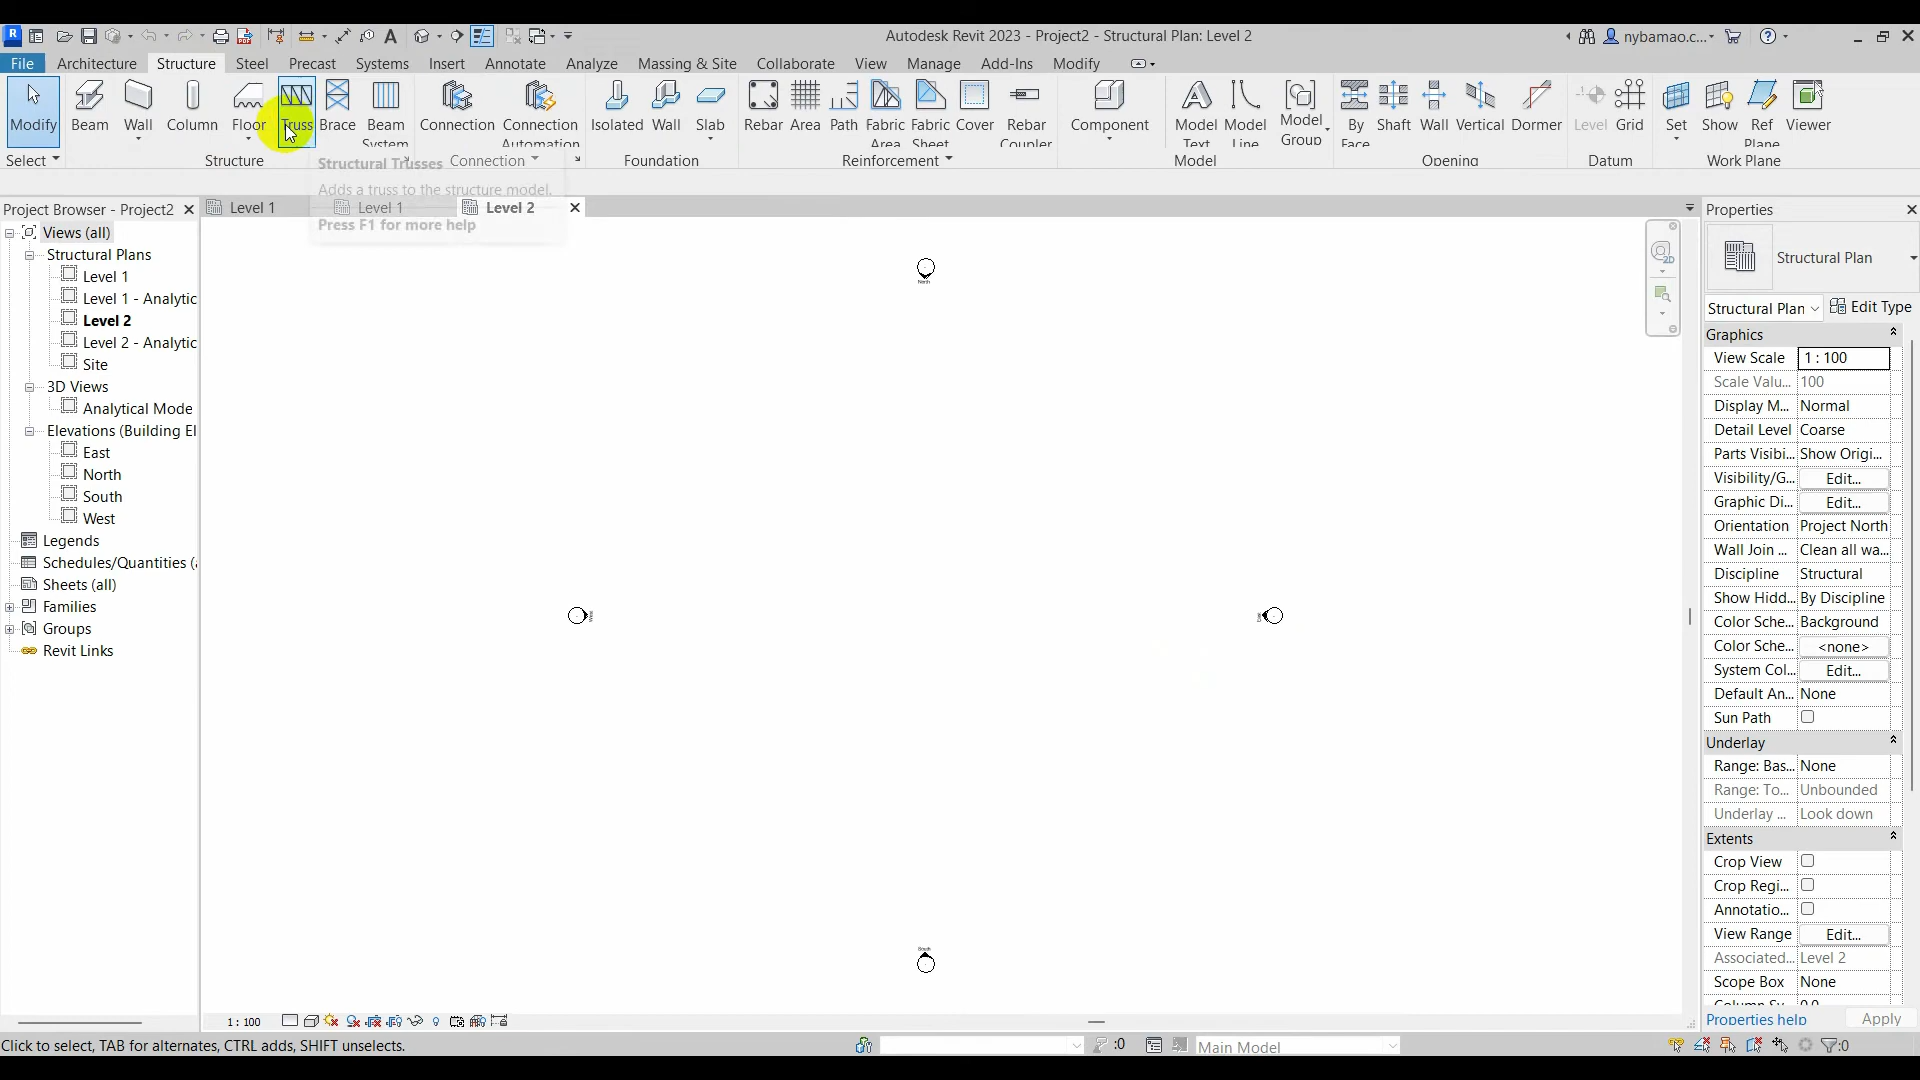 Autodesk Revit 2023 - Project2 - Structural Plan: Level 2
nybamao.c...
File Architecture Structure Steel Precast Systems Insert Annotate Analyze Massing & Site Collaborate View Manage Add-Ins Modify
Modify Beam Wall Column Floor Truss Brace Beam System Connection Connection Automation Isolated Wall Slab Rebar Area Path Fabric Area Fabric Sheet Cover Rebar Coupler Component Model Text Model Line Model Group By Face Shaft Wall Vertical Dormer Level Grid Set Show Ref Plane Viewer
Select Structure Connection Foundation Reinforcement Model Opening Datum Work Plane
Structural Trusses
Adds a truss to the structure model.
Press F1 for more help
Project Browser - Project2
Level 1
Level 1
Level 2
Views (all)
Structural Plans
Level 1
Level 1 - Analytic
Level 2
Level 2 - Analytic
Site
3D Views
Analytical Mode
Elevations (Building El
East
North
South
West
Legends
Schedules/Quantities (
Sheets (all)
Families
Groups
Revit Links
North
West
East
South
2D
Properties
Structural Plan
Structural Plan Edit Type
Graphics
View Scale 1 : 100
Scale Valu... 100
Display M... Normal
Detail Level Coarse
Parts Visibi... Show Origi...
Visibility/G... Edit...
Graphic Di... Edit...
Orientation Project North
Wall Join ... Clean all wa...
Discipline Structural
Show Hidd... By Discipline
Color Sche... Background
Color Sche... <none>
System Col... Edit...
Default An... None
Sun Path
Underlay
Range: Bas... None
Range: To... Unbounded
Underlay ... Look down
Extents
Crop View
Crop Regi...
Annotatio...
View Range Edit...
Associated... Level 2
Scope Box None
Properties help Apply
1 : 100
Click to select, TAB for alternates, CTRL adds, SHIFT unselects.
:0
Main Model
:0